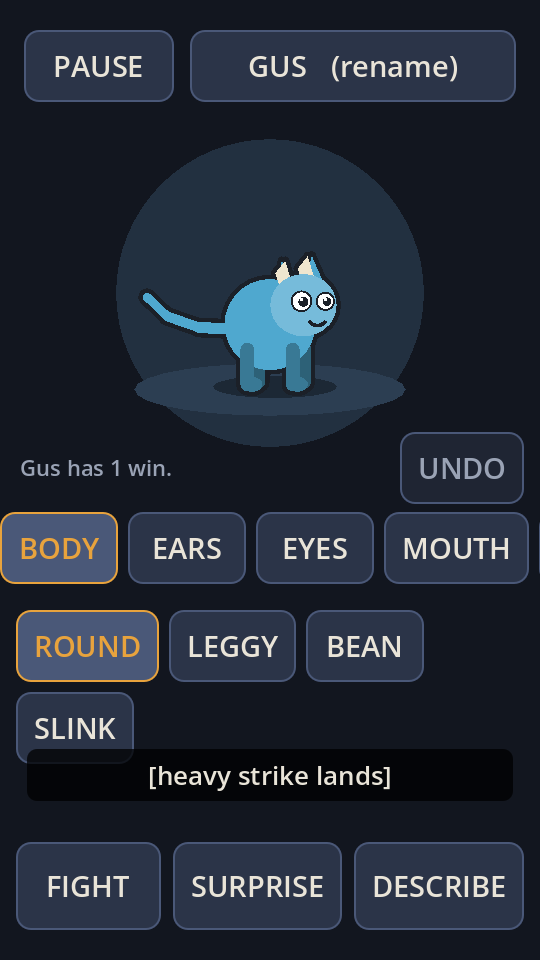 PAUSE
GUS (rename)
Gus has 1 win.
UNDO
BODY
EARS
EYES
MOUTH
ROUND
LEGGY
BEAN
SLINK
[heavy strike lands]
FIGHT
SURPRISE
DESCRIBE